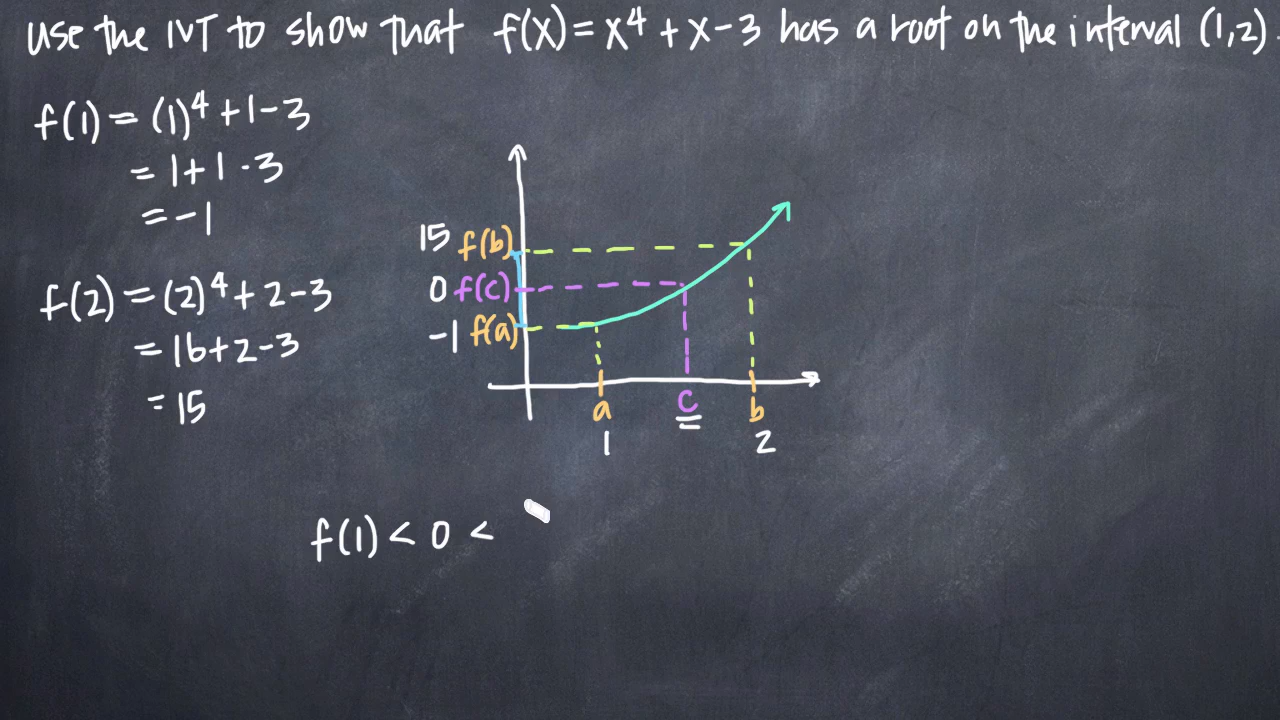 use the IVT to show that f(x) = x⁴ + x - 3 has a root on the interval (1,2).
f(1) = (1)⁴ + 1 - 3
= 1 + 1 - 3
= -1
f(2) = (2)⁴ + 2 - 3
= 16 + 2 - 3
= 15
15 f(b)
0 f(c)
-1 f(a)
a c b
1 2
f(1) < 0 <